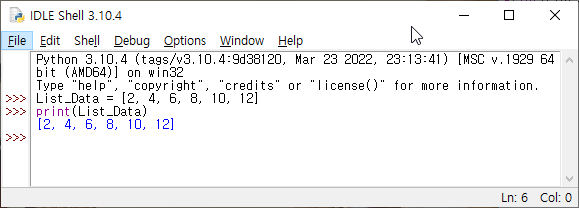 IDLE Shell 3.10.4
File Edit Shell Debug Options Window Help
Python 3.10.4 (tags/v3.10.4:9d38120, Mar 23 2022, 23:13:41) [MSC v.1929 64
bit (AMD64)] on win32
Type "help", "copyright", "credits" or "license()" for more information.
>>> List_Data = [2, 4, 6, 8, 10, 12]
>>> print(List_Data)
[2, 4, 6, 8, 10, 12]
>>>
Ln: 6 Col: 0